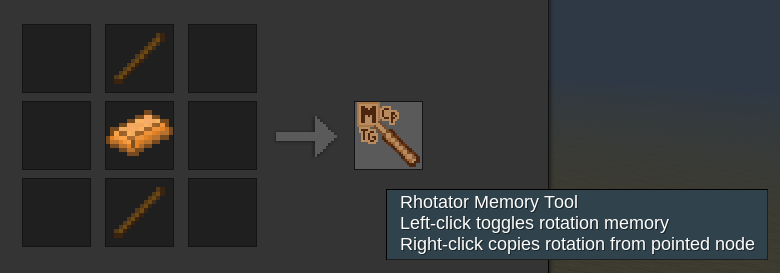 M Cp
TG
Rhotator Memory Tool
Left-click toggles rotation memory
Right-click copies rotation from pointed node